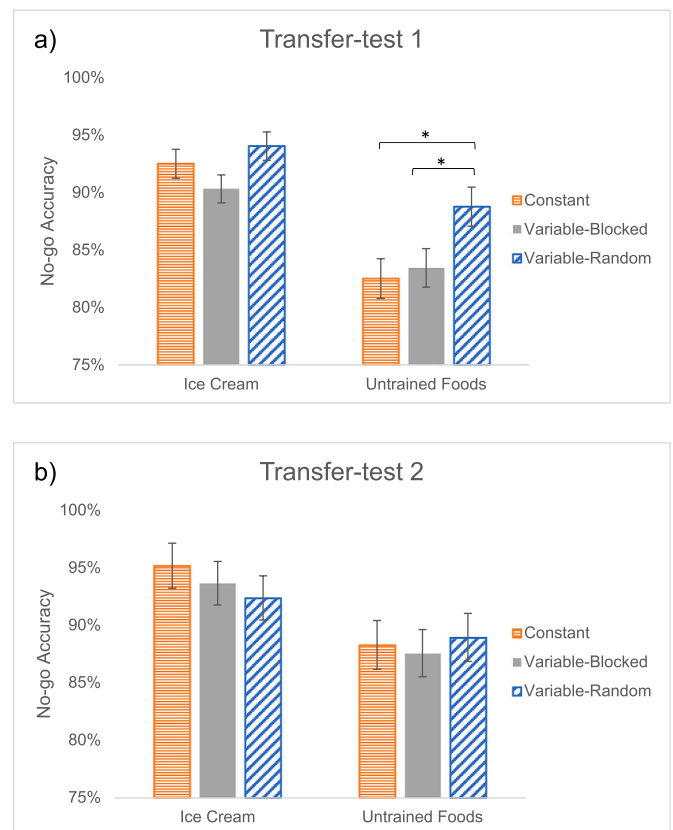 a)
Transfer-test 1
100%
95%
90%
85%
80%
75%
No-go Accuracy
*
*
Ice Cream
Untrained Foods
Constant
Variable-Blocked
Variable-Random
b)
Transfer-test 2
100%
95%
90%
85%
80%
75%
No-go Accuracy
Ice Cream
Untrained Foods
Constant
Variable-Blocked
Variable-Random